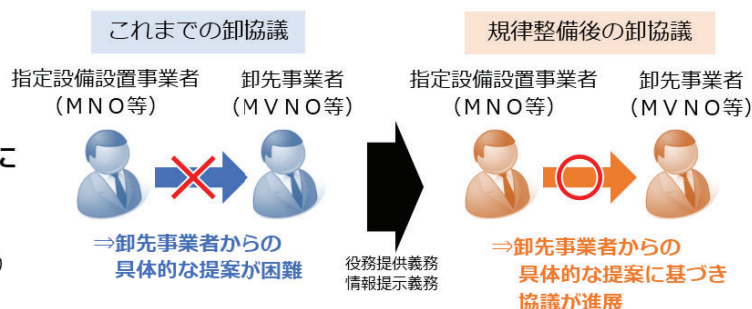 これまでの卸協議
指定設備設置事業者
（ＭＮＯ等）
卸先事業者
（ＭＶＮＯ等）
に
⇒卸先事業者からの
具体的な提案が困難
役務提供義務
情報提示義務
規律整備後の卸協議
指定設備設置事業者
（ＭＮＯ等）
卸先事業者
（ＭＶＮＯ等）
⇒卸先事業者からの
具体的な提案に基づき
協議が進展